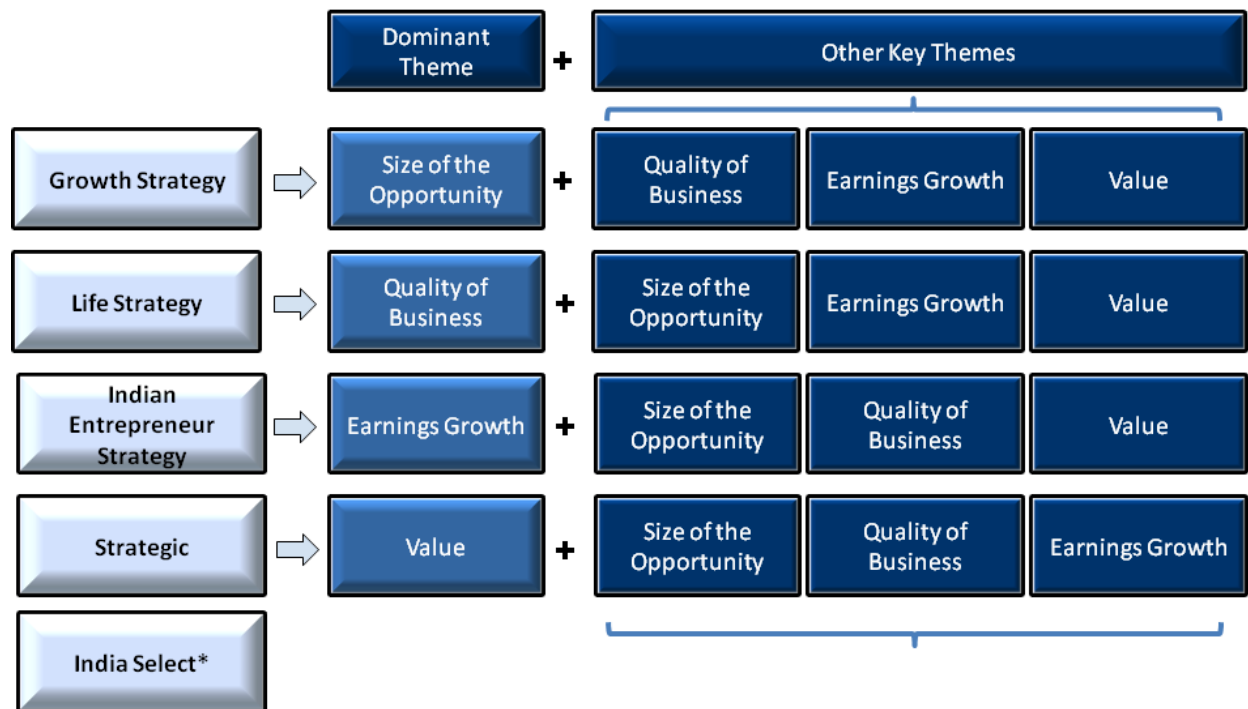 Dominant
Theme
+
Other Key Themes
Growth Strategy
Size of the
Opportunity
+
Quality of
Business
Earnings Growth
Value
Life Strategy
Quality of
Business
+
Size of the
Opportunity
Earnings Growth
Value
Indian
Entrepreneur
Strategy
Earnings Growth
+
Size of the
Opportunity
Quality of
Business
Value
Strategic
Value
+
Size of the
Opportunity
Quality of
Business
Earnings Growth
India Select*